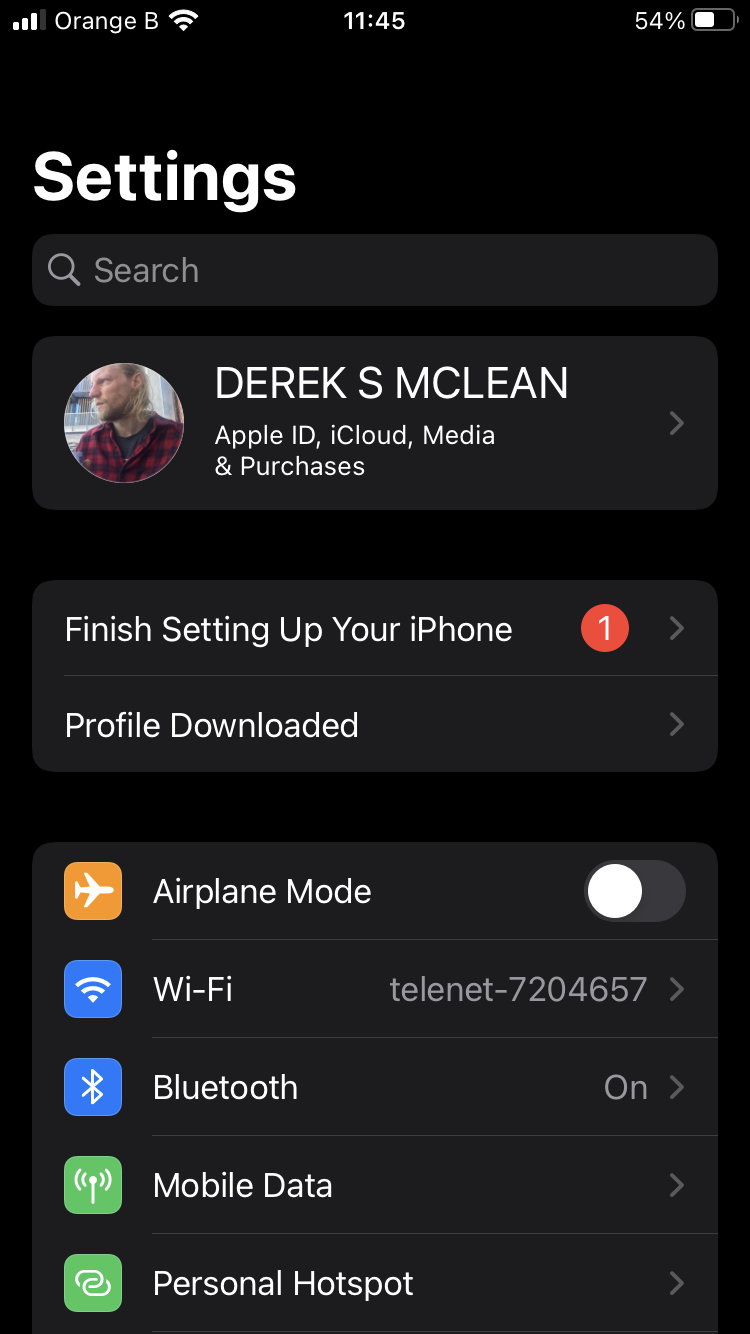 Orange B 11:45 54%
Settings
Search
DEREK S MCLEAN
Apple ID, iCloud, Media
& Purchases
Finish Setting Up Your iPhone 1
Profile Downloaded
Airplane Mode
Wi-Fi telenet-7204657
Bluetooth On
Mobile Data
Personal Hotspot